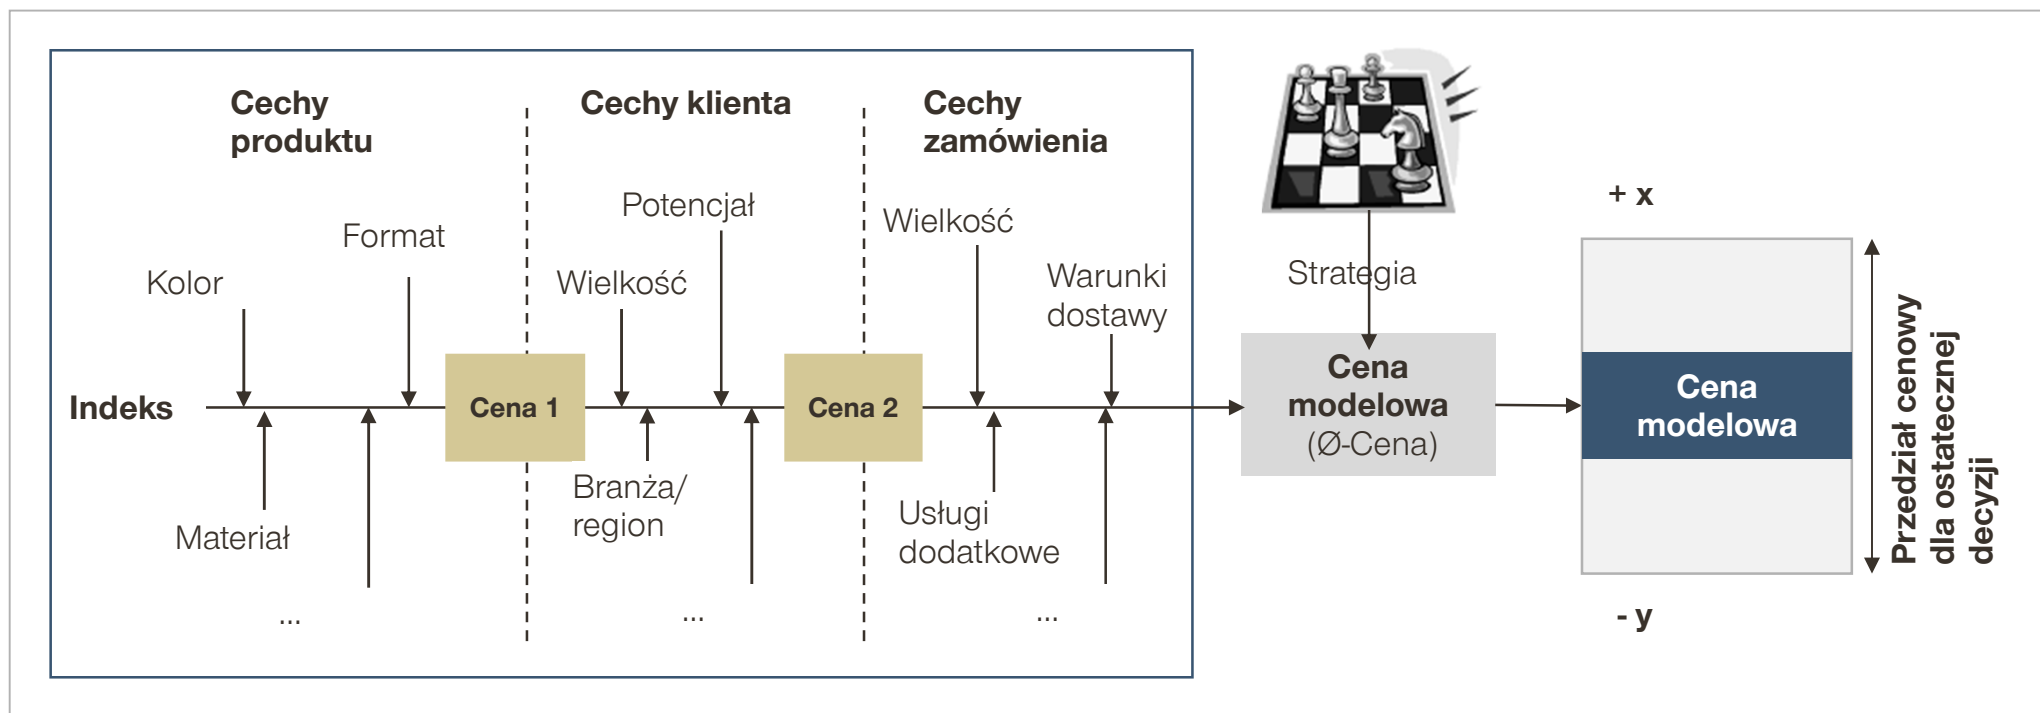 Cechy
produktu
Cechy klienta
Cechy
zamówienia
Kolor
Format
Materiał
...
Indeks
Cena 1
Wielkość
Potencjał
Branża/
region
...
Cena 2
Wielkość
Warunki
dostawy
Usługi
dodatkowe
...
Strategia
Cena
modelowa
(Ø-Cena)
+ x
Cena
modelowa
- y
Przedział cenowy
dla ostatecznej
decyzji